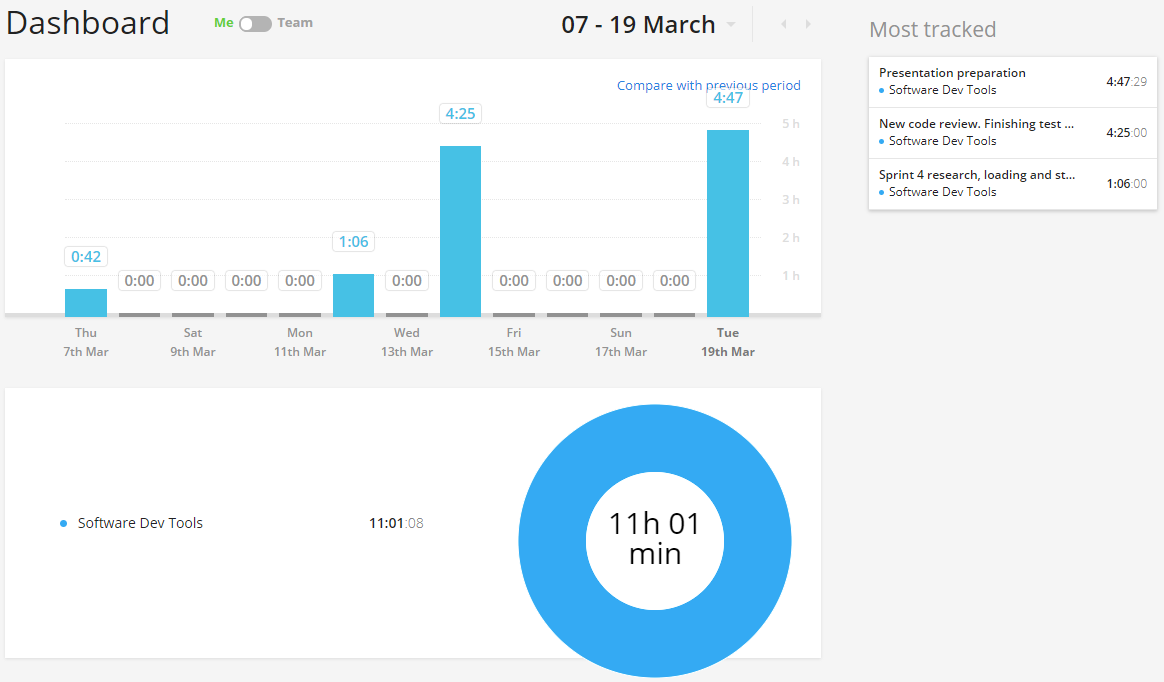 Dashboard
Me Team
07 - 19 March
Compare with previous period
4:47
4:25
5 h
4 h
3 h
2 h
1 h
1:06
0:42
0:00 0:00 0:00 0:00 0:00 0:00 0:00 0:00 0:00
Thu Sat Mon Wed Fri Sun Tue
7th Mar 9th Mar 11th Mar 13th Mar 15th Mar 17th Mar 19th Mar
Software Dev Tools 11:01:08
11h 01
min
Most tracked
Presentation preparation 4:47:29
Software Dev Tools
New code review. Finishing test ... 4:25:00
Software Dev Tools
Sprint 4 research, loading and st... 1:06:00
Software Dev Tools